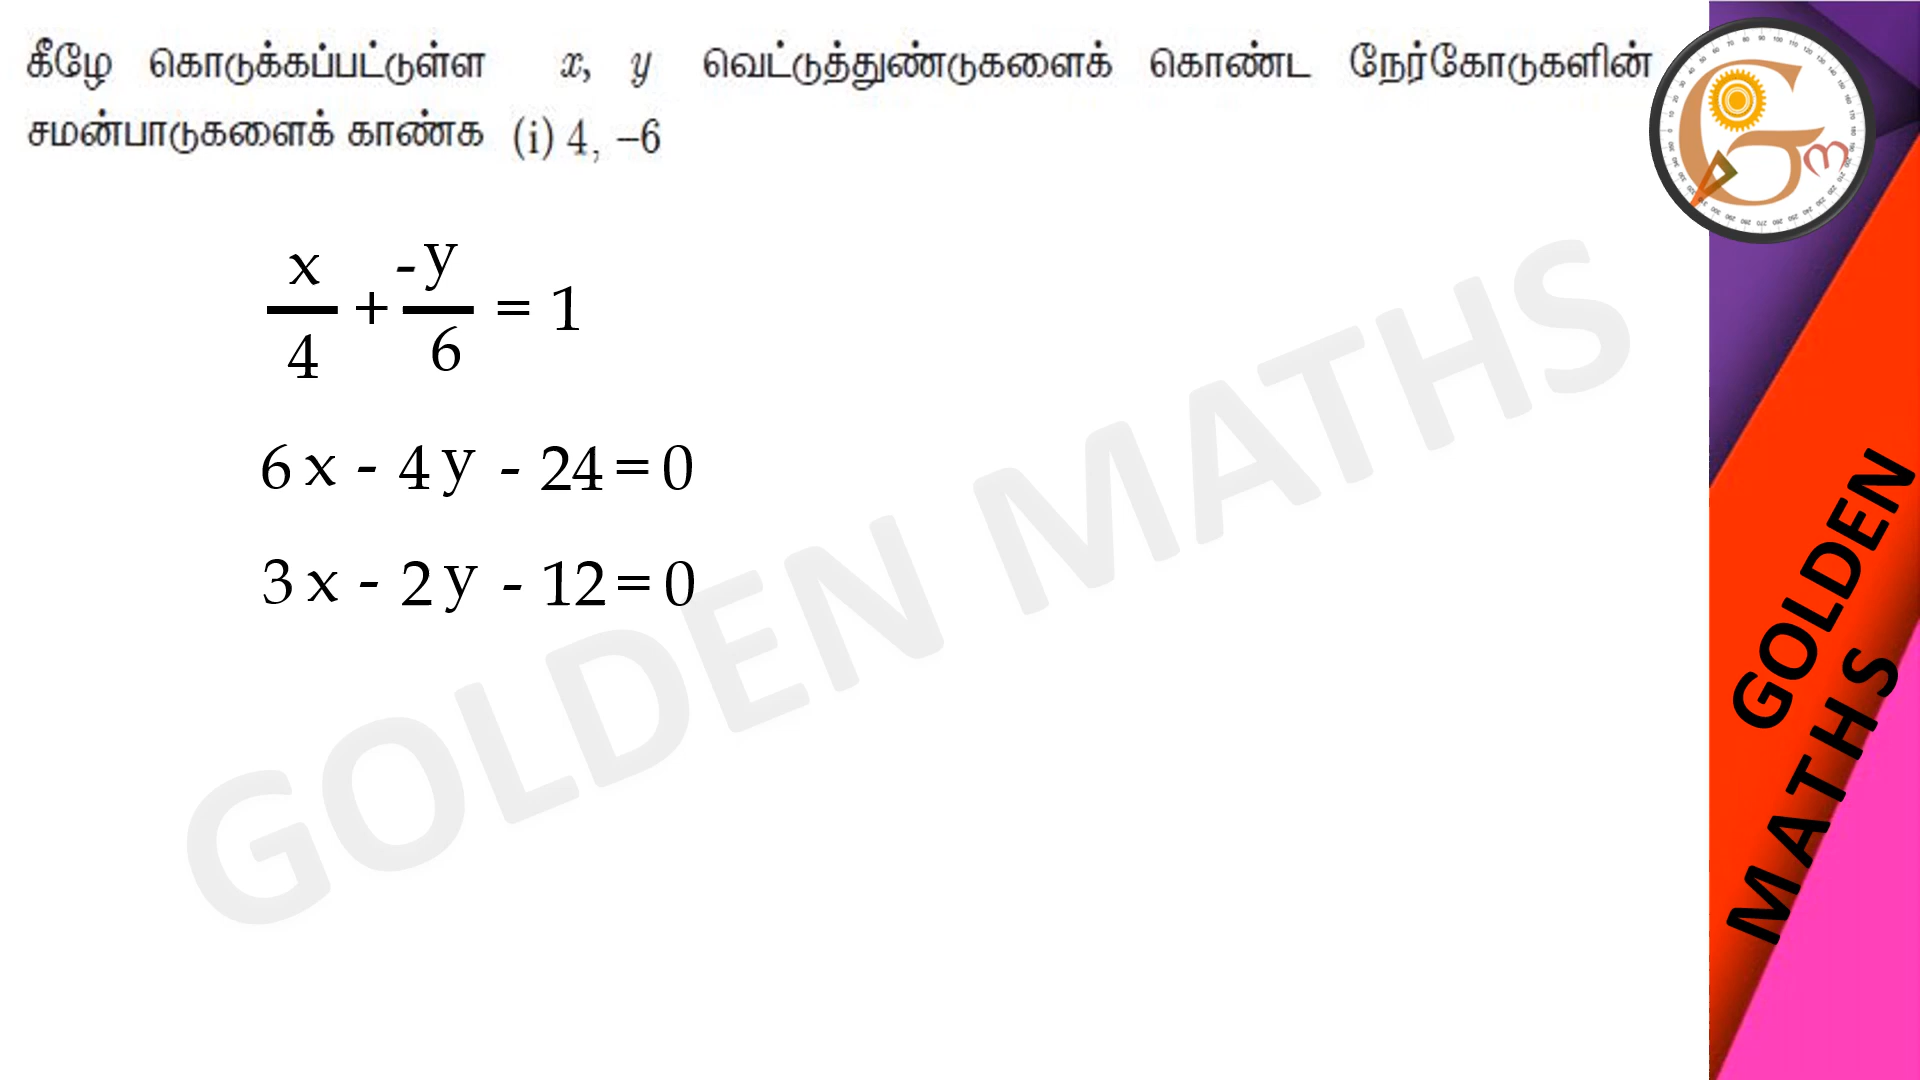 கீழே கொடுக்கப்பட்டுள்ள x, y வெட்டுத்துண்டுகளைக் கொண்ட நேர்கோடுகளின்
சமன்பாடுகளைக் காண்க (i) 4, –6
x/4 + -y/6 = 1
6x - 4y - 24 = 0
3x - 2y - 12 = 0
GOLDEN MATHS
GOLDEN
MATHS